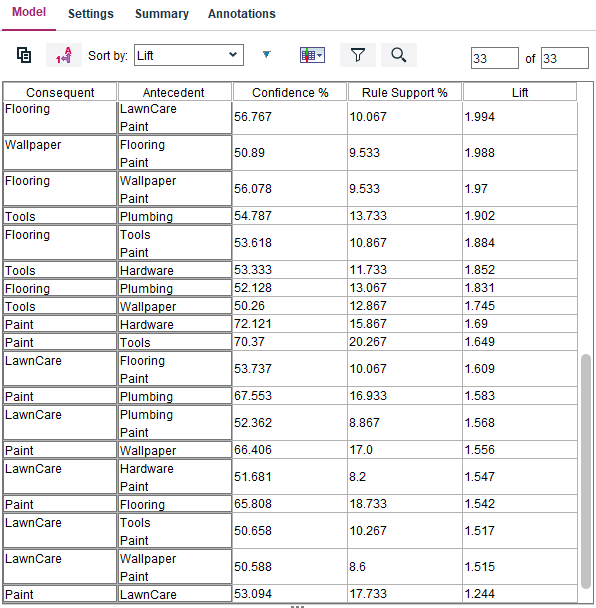 Model Settings Summary Annotations
Sort by: Lift 33 of 33
Consequent Antecedent Confidence % Rule Support % Lift
Flooring LawnCare 56.767 10.067 1.994
Paint
Wallpaper Flooring 50.89 9.533 1.988
Paint
Flooring Wallpaper 56.078 9.533 1.97
Paint
Tools Plumbing 54.787 13.733 1.902
Flooring Tools 53.618 10.867 1.884
Paint
Tools Hardware 53.333 11.733 1.852
Flooring Plumbing 52.128 13.067 1.831
Tools Wallpaper 50.26 12.867 1.745
Paint Hardware 72.121 15.867 1.69
Paint Tools 70.37 20.267 1.649
LawnCare Flooring 53.737 10.067 1.609
Paint
Paint Plumbing 67.553 16.933 1.583
LawnCare Plumbing 52.362 8.867 1.568
Paint
Paint Wallpaper 66.406 17.0 1.556
LawnCare Hardware 51.681 8.2 1.547
Paint
Paint Flooring 65.808 18.733 1.542
LawnCare Tools 50.658 10.267 1.517
Paint
LawnCare Wallpaper 50.588 8.6 1.515
Paint
Paint LawnCare 53.094 17.733 1.244